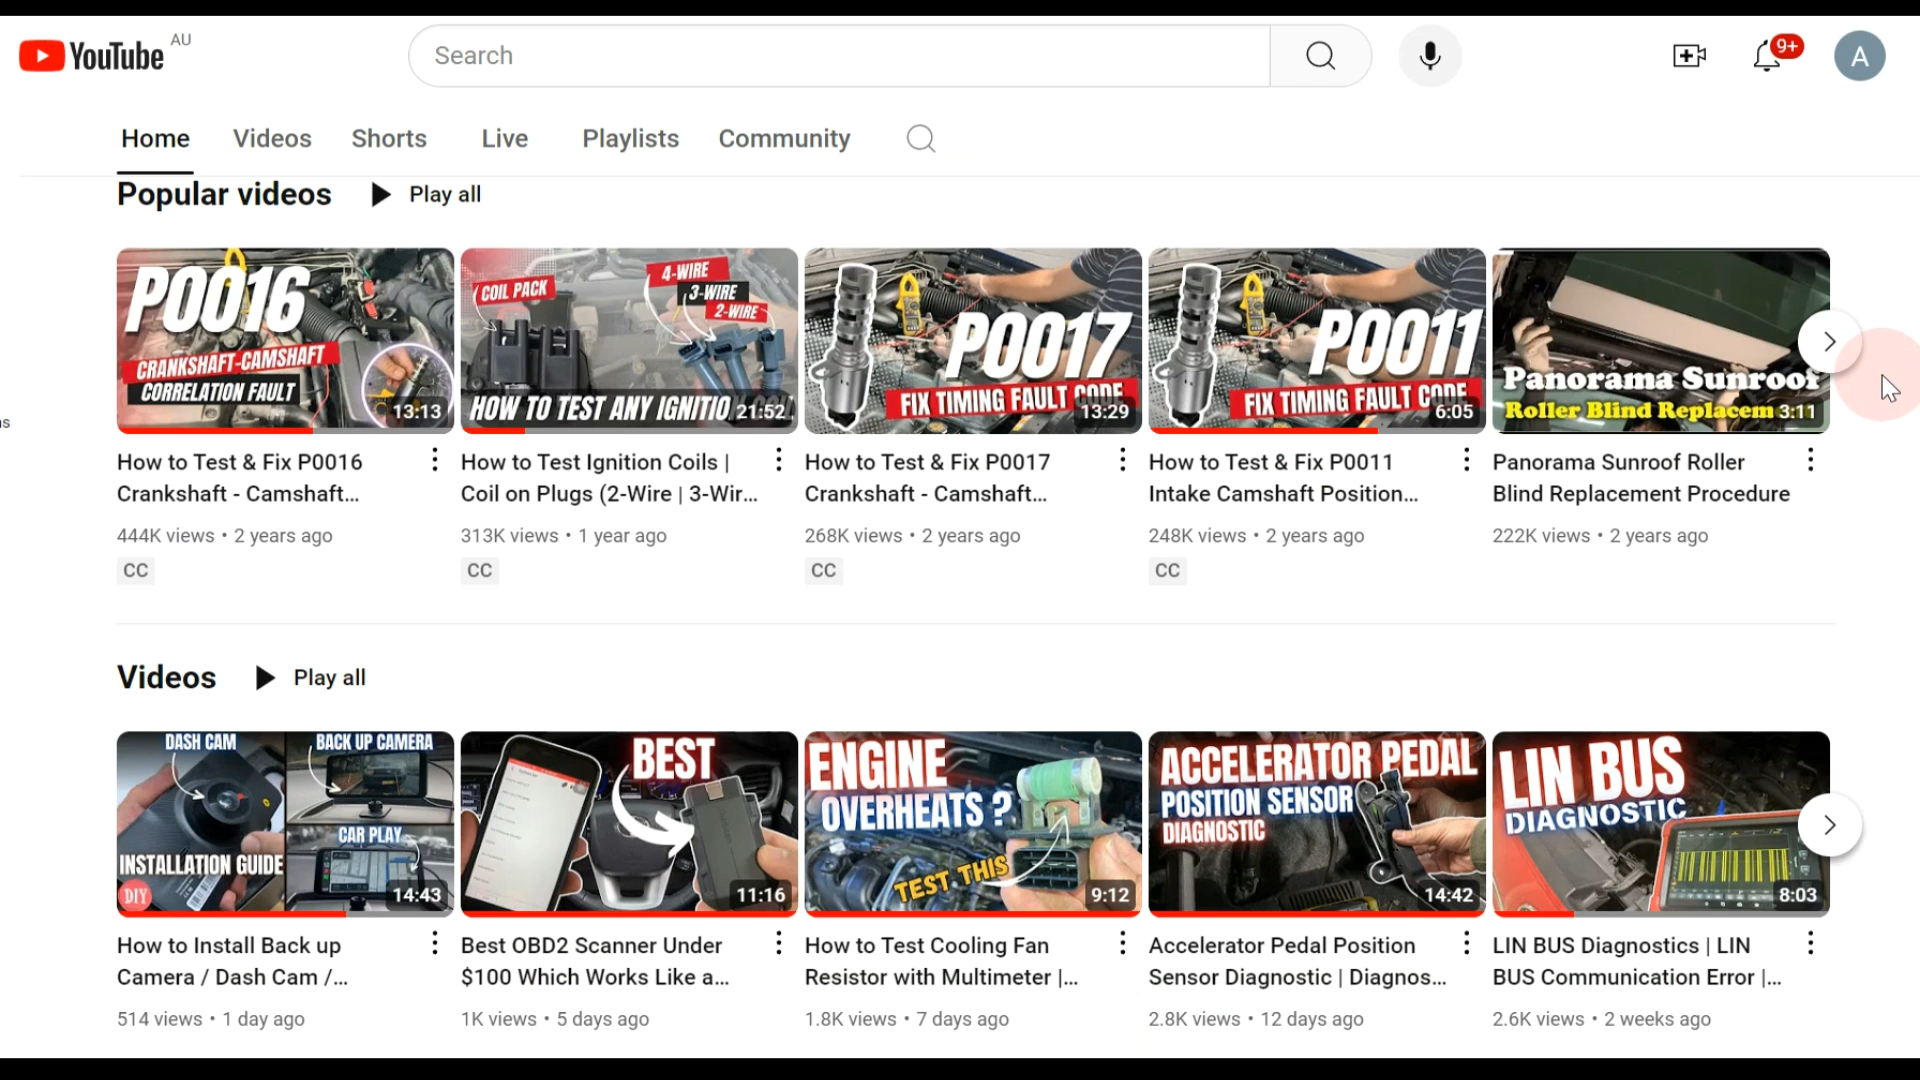 YouTube AU
Search
9+
A
Home Videos Shorts Live Playlists Community
Popular videos Play all
P0016
CRANKSHAFT-CAMSHAFT
CORRELATION FAULT
13:13
COIL PACK
4-WIRE
3-WIRE
2-WIRE
HOW TO TEST ANY IGNITIO
21:52
P0017
FIX TIMING FAULT CODE
13:29
P0011
FIX TIMING FAULT CODE
6:05
Panorama Sunroof
Roller Blind Replacem
3:11
How to Test & Fix P0016
Crankshaft - Camshaft...
444K views • 2 years ago
CC
How to Test Ignition Coils |
Coil on Plugs (2-Wire | 3-Wir...
313K views • 1 year ago
CC
How to Test & Fix P0017
Crankshaft - Camshaft...
268K views • 2 years ago
CC
How to Test & Fix P0011
Intake Camshaft Position...
248K views • 2 years ago
CC
Panorama Sunroof Roller
Blind Replacement Procedure
222K views • 2 years ago
Videos Play all
DASH CAM
BACK UP CAMERA
CAR PLAY
INSTALLATION GUIDE
DIY
14:43
BEST
11:16
ENGINE
OVERHEATS ?
TEST THIS
9:12
ACCELERATOR PEDAL
POSITION SENSOR
DIAGNOSTIC
14:42
LIN BUS
DIAGNOSTIC
8:03
How to Install Back up
Camera / Dash Cam /...
514 views • 1 day ago
Best OBD2 Scanner Under
$100 Which Works Like a...
1K views • 5 days ago
How to Test Cooling Fan
Resistor with Multimeter |...
1.8K views • 7 days ago
Accelerator Pedal Position
Sensor Diagnostic | Diagnos...
2.8K views • 12 days ago
LIN BUS Diagnostics | LIN
BUS Communication Error |...
2.6K views • 2 weeks ago